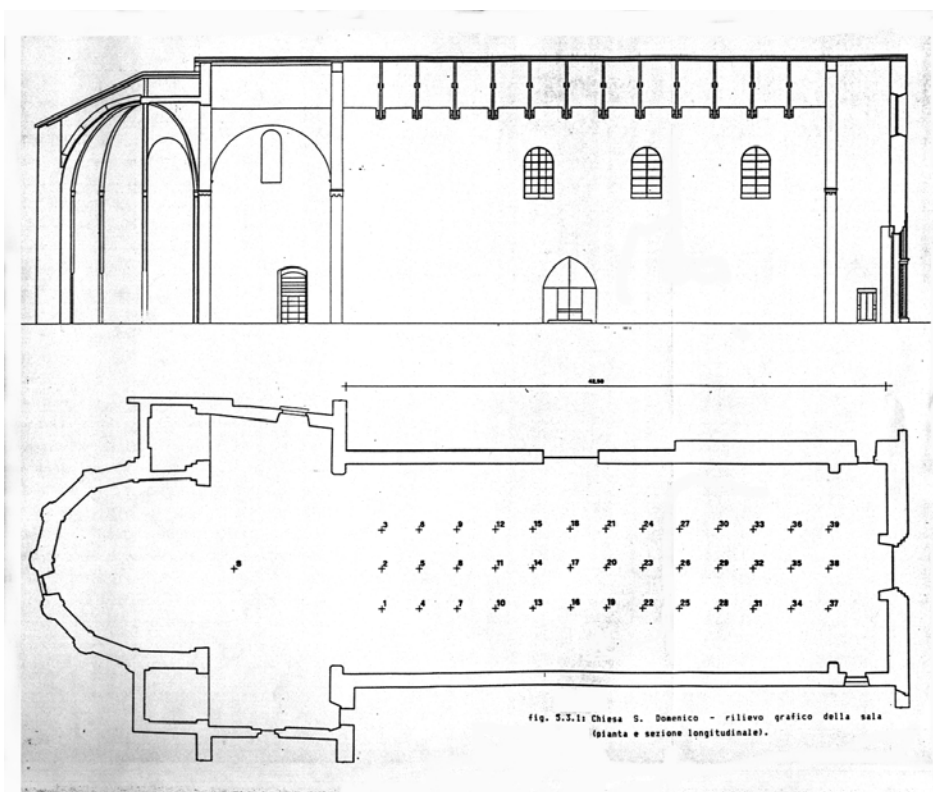 42.50
3 6 9 12 15 18 21 24 27 30 33 36 39
B 2 5 8 11 14 17 20 23 26 29 32 35 38
1 4 7 10 13 16 19 22 25 28 31 34 37
fig. 5.3.1: Chiesa S. Domenico - rilievo grafico della sala
(pianta e sezione longitudinale).